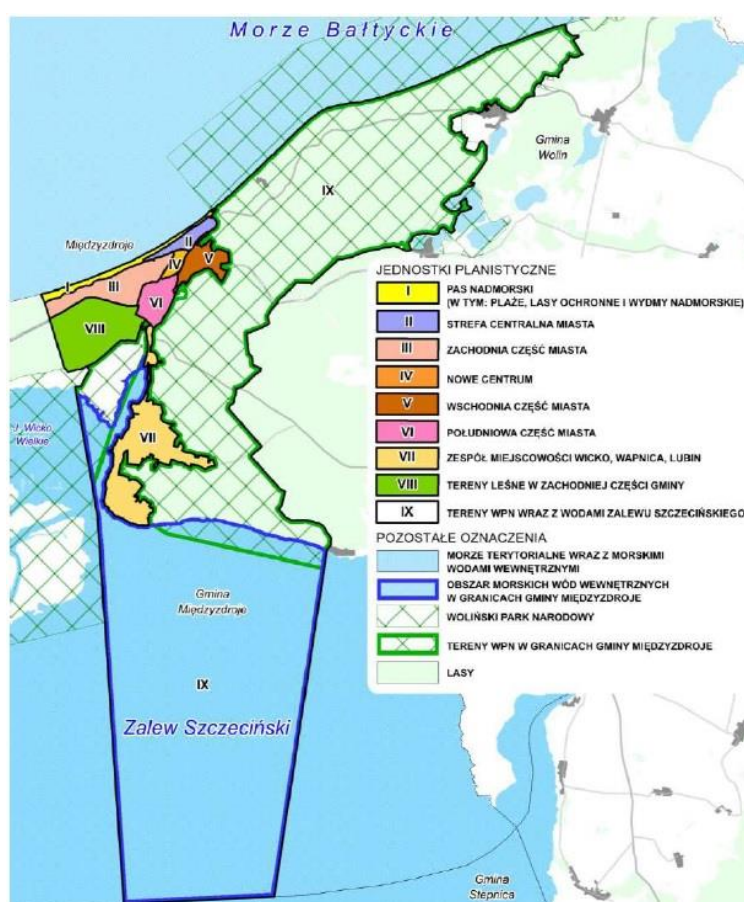 Morze Bałtyckie
Gmina
Wolin
IX
Międzyzdroje
II
V
IV
I
III
VI
VIII
J. Wicko
Wielkie
VII
Gmina
Międzyzdroje
IX
Zalew Szczeciński
Gmina
Stepnica
JEDNOSTKI PLANISTYCZNE
I PAS NADMORSKI
[W TYM: PLAŻE, LASY OCHRONNE I WYDMY NADMORSKIE]
II STREFA CENTRALNA MIASTA
III ZACHODNIA CZĘŚĆ MIASTA
IV NOWE CENTRUM
V WSCHODNIA CZĘŚĆ MIASTA
VI POŁUDNIOWA CZĘŚĆ MIASTA
VII ZESPÓŁ MIEJSCOWOŚCI WICKO, WAPNICA, LUBIN
VIII TERENY LEŚNE W ZACHODNIEJ CZĘŚCI GMINY
IX TERENY WPN WRAZ Z WODAMI ZALEWU SZCZECIŃSKIEGO
POZOSTAŁE OZNACZENIA
MORZE TERYTORIALNE WRAZ Z MORSKIMI
WODAMI WEWNĘTRZNYMI
OBSZAR MORSKICH WÓD WEWNĘTRZNYCH
W GRANICACH GMINY MIĘDZYZDROJE
WOLIŃSKI PARK NARODOWY
TERENY WPN W GRANICACH GMINY MIĘDZYZDROJE
LASY